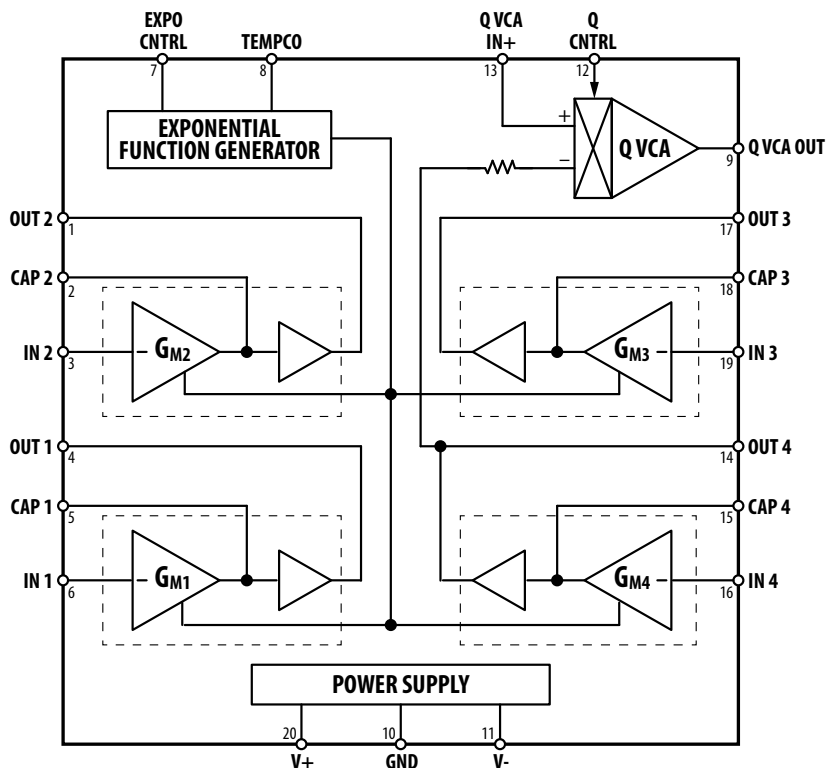 EXPO
CNTRL
7
TEMPCO
8
Q VCA
IN+
13
Q
CNTRL
12
EXPONENTIAL
FUNCTION GENERATOR
+
−
Q VCA
Q VCA OUT
9
OUT 2
1
OUT 3
17
CAP 2
2
CAP 3
18
IN 2
3
− GM2
GM3 −
IN 3
19
OUT 1
4
OUT 4
14
CAP 1
5
CAP 4
15
IN 1
6
− GM1
GM4 −
IN 4
16
POWER SUPPLY
20
V+
10
GND
11
V-